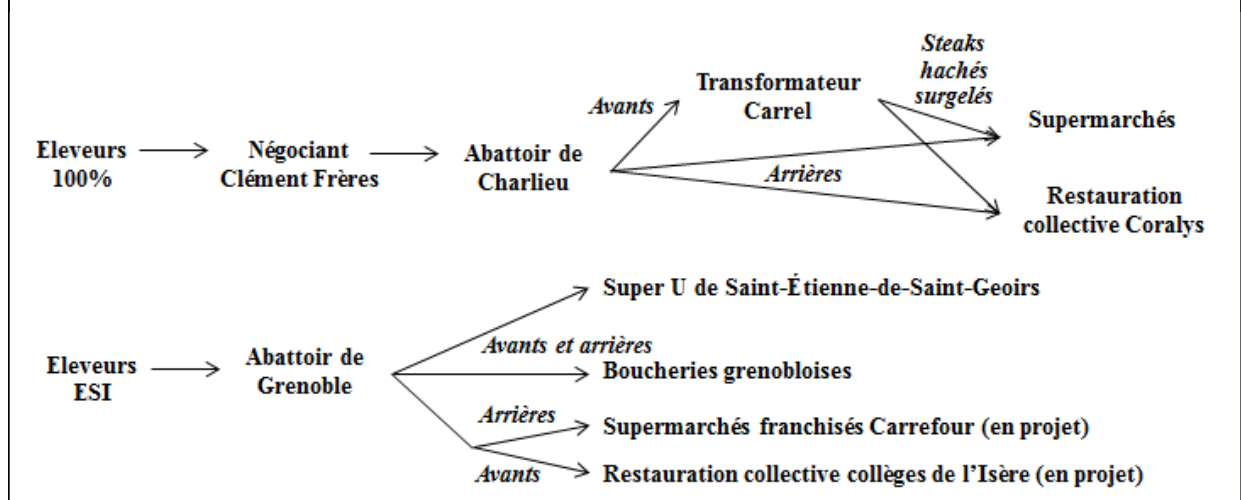 Steaks
hachés
surgelés
Transformateur
Carrel
Avants
Supermarchés
Eleveurs
100%
Négociant
Clément Frères
Abattoir de
Charlieu
Arrières
Restauration
collective Coralys
Super U de Saint-Étienne-de-Saint-Geoirs
Avants et arrières
Eleveurs
ESI
Abattoir de
Grenoble
Boucheries grenobloises
Arrières
Supermarchés franchisés Carrefour (en projet)
Avants
Restauration collective collèges de l’Isère (en projet)